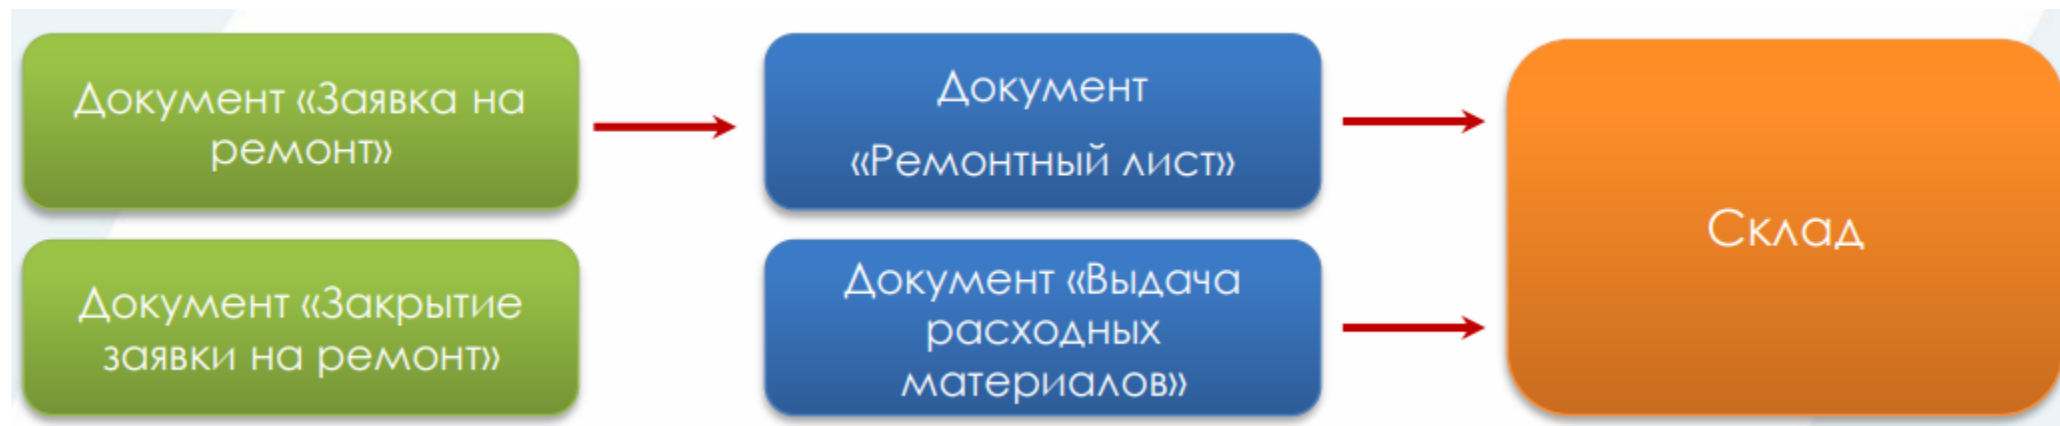 Документ «Заявка на
ремонт»
Документ
«Ремонтный лист»
Склад
Документ «Закрытие
заявки на ремонт»
Документ «Выдача
расходных
материалов»